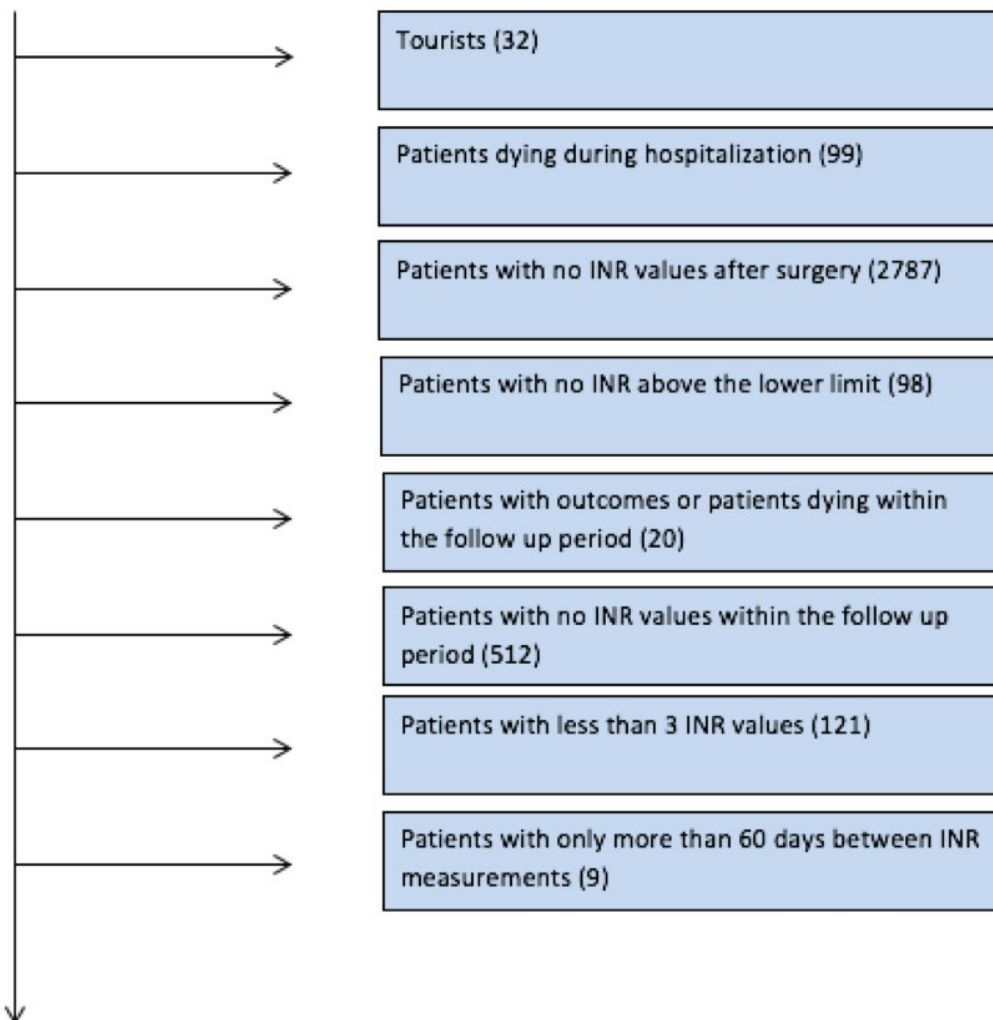 Tourists (32)
Patients dying during hospitalization (99)
Patients with no INR values after surgery (2787)
Patients with no INR above the lower limit (98)
Patients with outcomes or patients dying within
the follow up period (20)
Patients with no INR values within the follow up
period (512)
Patients with less than 3 INR values (121)
Patients with only more than 60 days between INR
measurements (9)